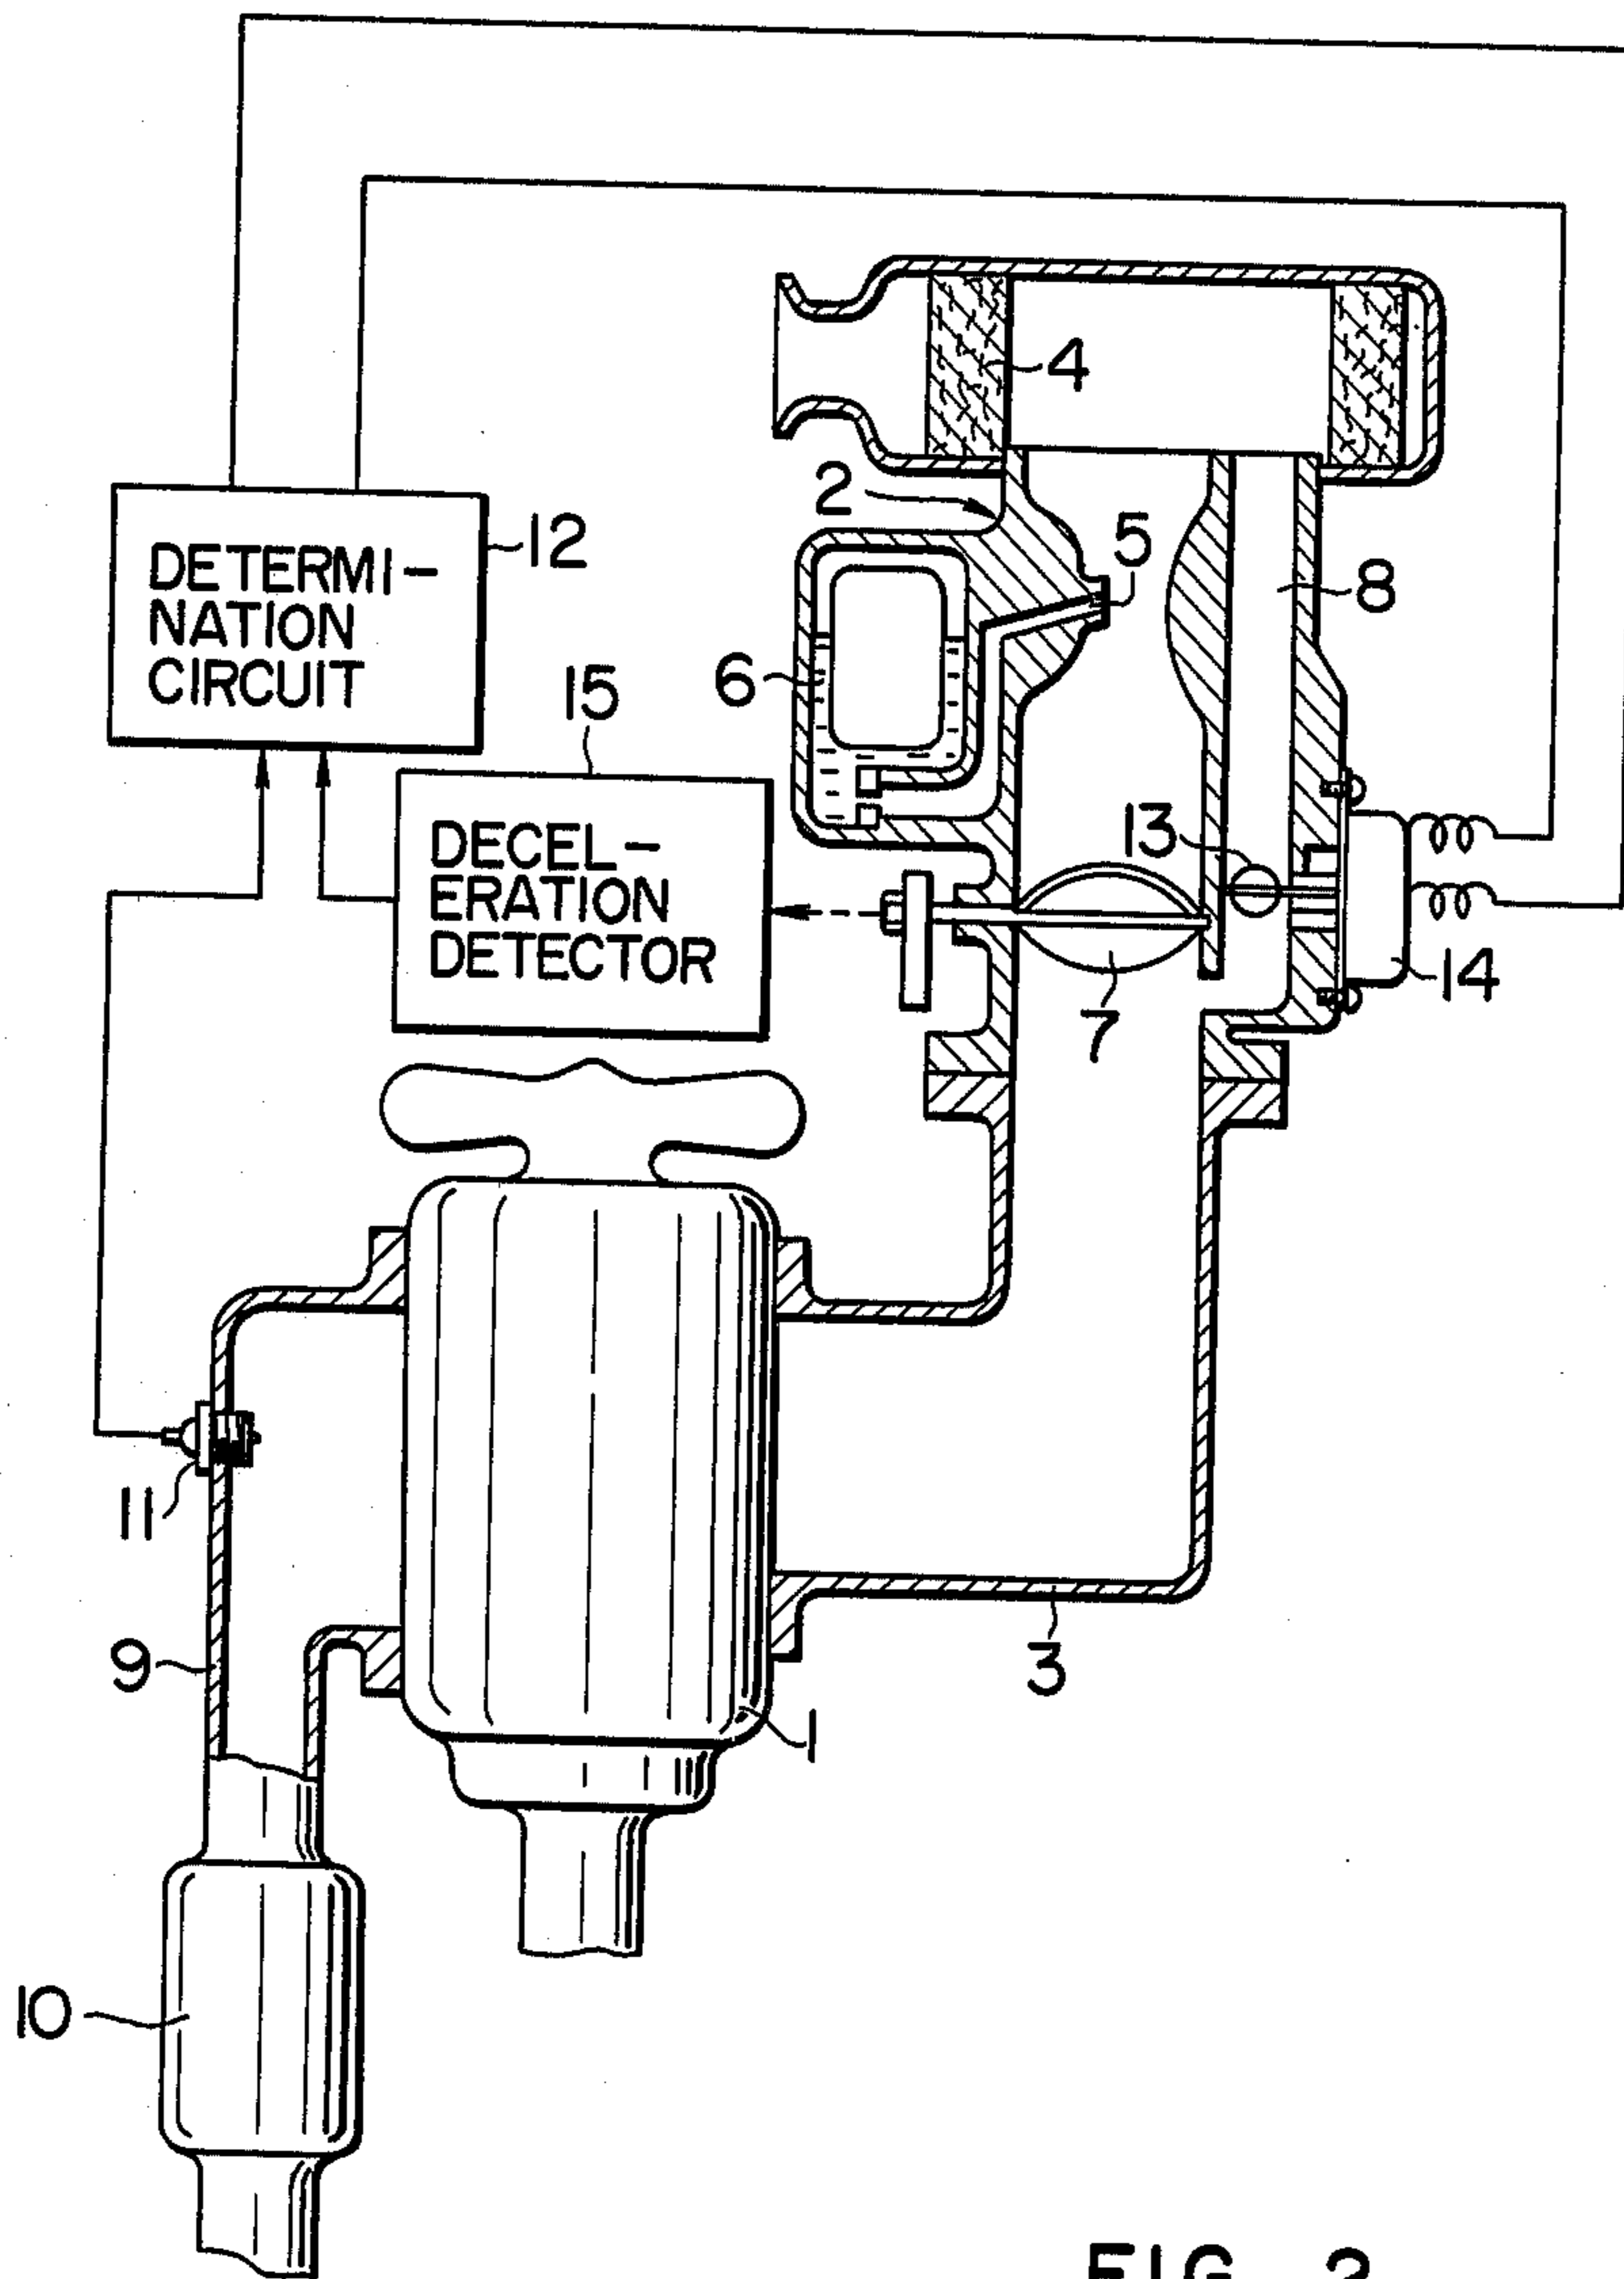 4
2
5
12
DETERMI-
NATION
CIRCUIT
8
6
15
13
DECEL-
ERATION
DETECTOR
14
7
11
9
3
1
10
FIG. 2